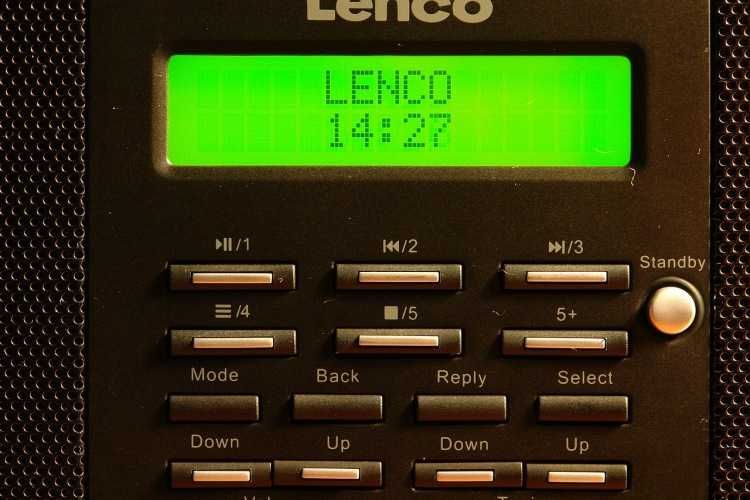 Lenco
LENCO
14:27
/1 /2 /3
Standby
/4 /5 5+
Mode Back Reply Select
Down Up Down Up